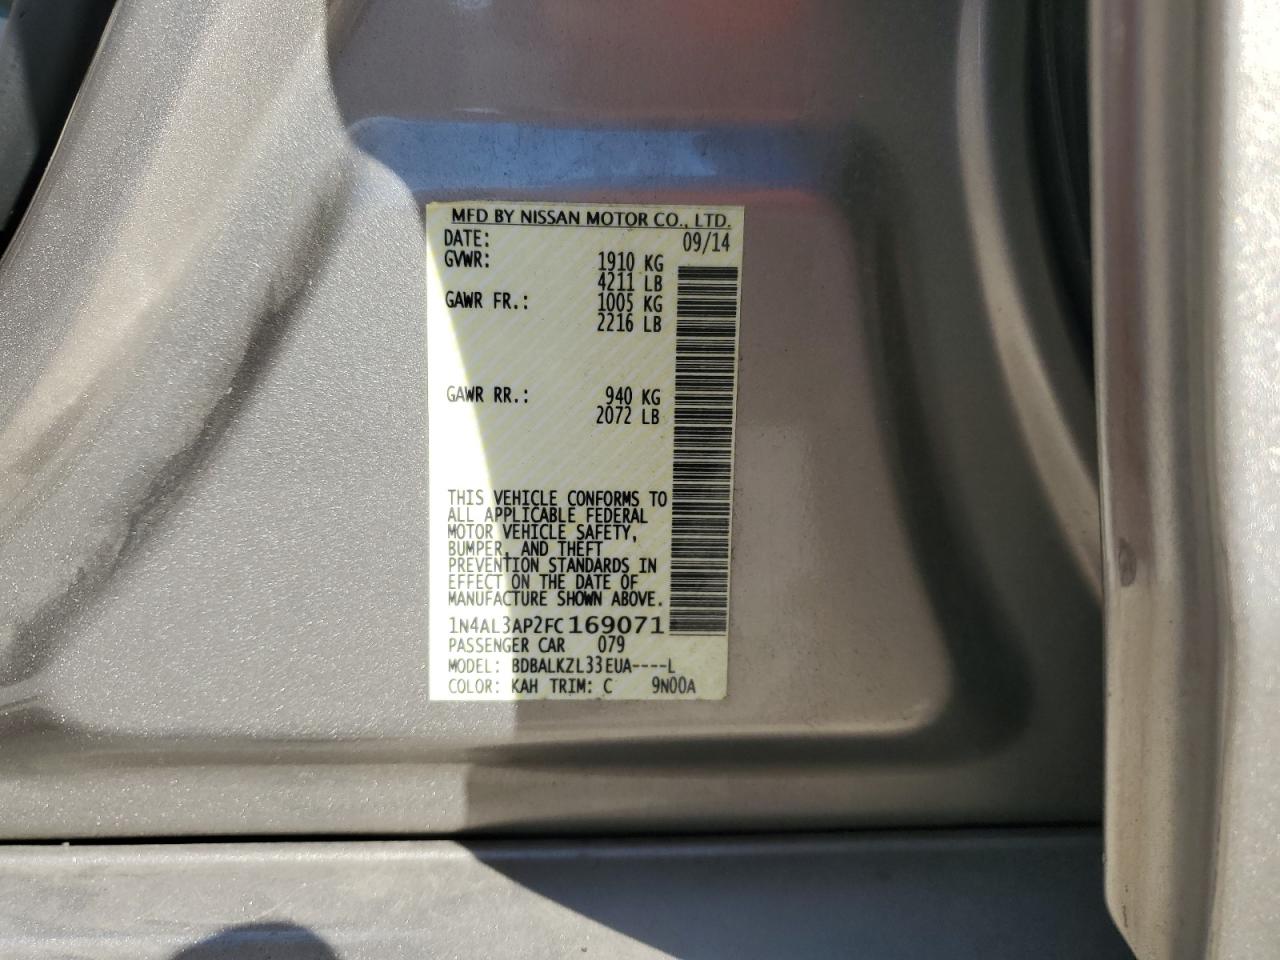 MFD BY NISSAN MOTOR CO., LTD.
DATE: 09/14
GVWR: 1910 KG
4211 LB
GAWR FR.: 1005 KG
2216 LB
GAWR RR.: 940 KG
2072 LB
THIS VEHICLE CONFORMS TO
ALL APPLICABLE FEDERAL
MOTOR VEHICLE SAFETY,
BUMPER, AND THEFT
PREVENTION STANDARDS IN
EFFECT ON THE DATE OF
MANUFACTURE SHOWN ABOVE.
1N4AL3AP2FC169071
PASSENGER CAR 079
MODEL: BDBALKZL33EUA----L
COLOR: KAH TRIM: C 9N00A